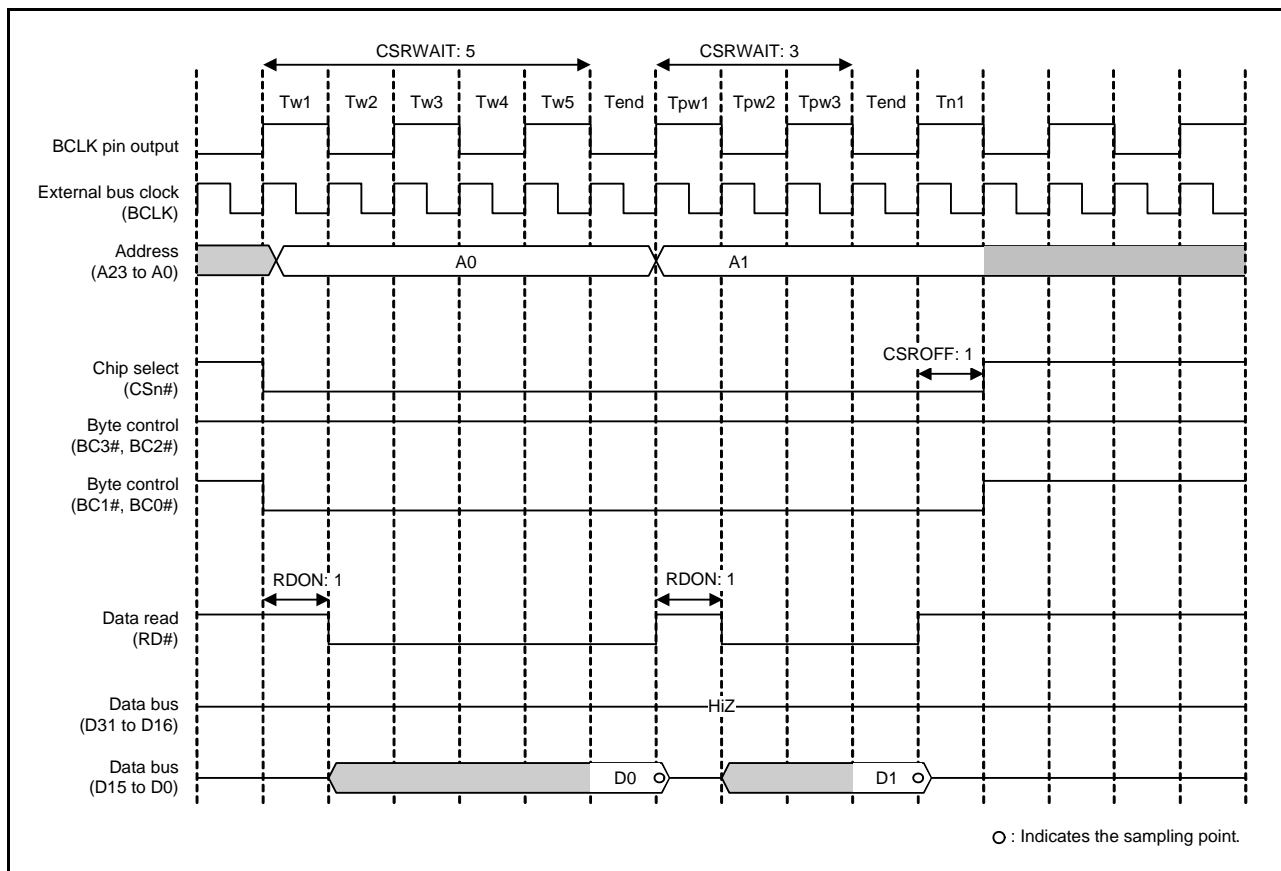 CSRWAIT: 5
CSRWAIT: 3
Tw1 Tw2 Tw3 Tw4 Tw5 Tend Tpw1 Tpw2 Tpw3 Tend Tn1
BCLK pin output
External bus clock
(BCLK)
Address
(A23 to A0)
A0
A1
Chip select
(CSn#)
CSROFF: 1
Byte control
(BC3#, BC2#)
Byte control
(BC1#, BC0#)
RDON: 1
RDON: 1
Data read
(RD#)
Data bus
(D31 to D16)
HiZ
Data bus
(D15 to D0)
D0
D1
: Indicates the sampling point.